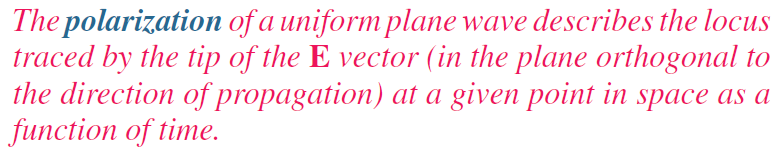 The polarization of a uniform plane wave describes the locus
traced by the tip of the E vector (in the plane orthogonal to
the direction of propagation) at a given point in space as a
function of time.